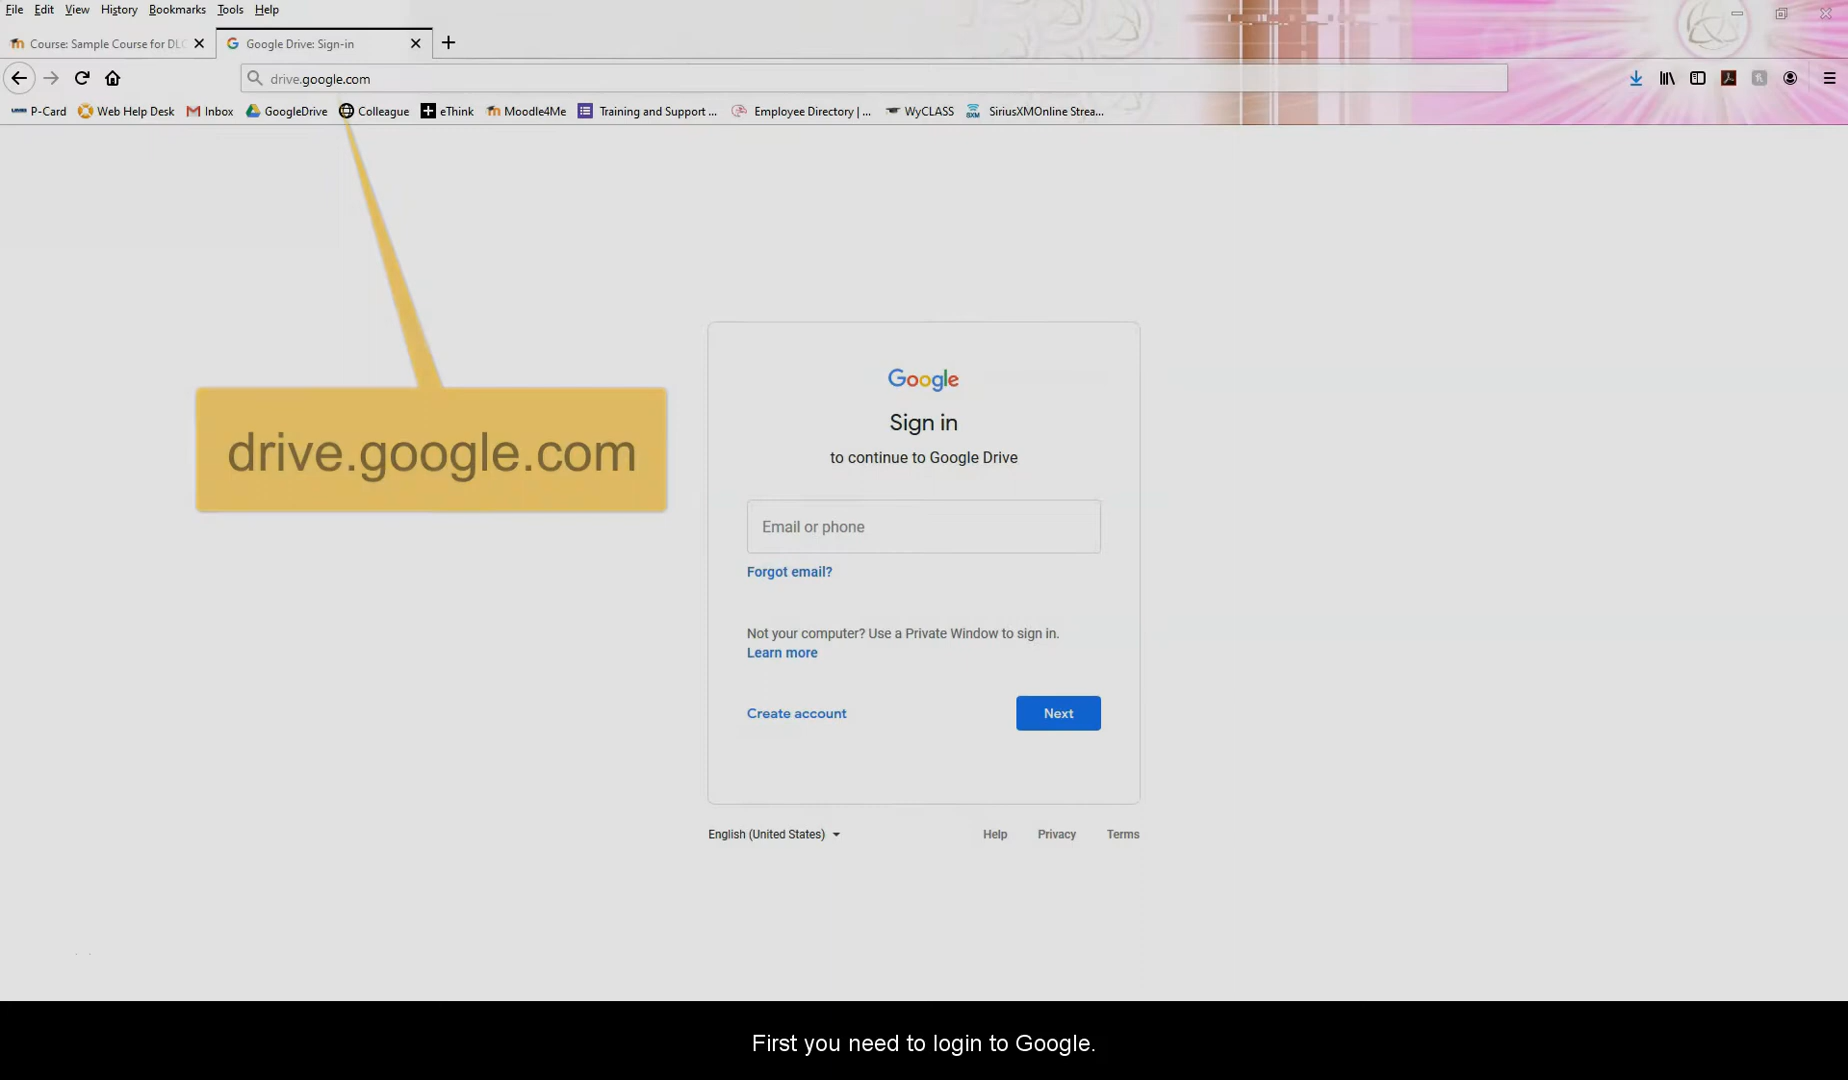 File Edit View History Bookmarks Tools Help
Course: Sample Course for DLC Google Drive: Sign-in
drive.google.com
P-Card Web Help Desk Inbox GoogleDrive Colleague eThink Moodle4Me Training and Support ... Employee Directory | ... WyCLASS SiriusXMOnline Strea...
drive.google.com
Google
Sign in
to continue to Google Drive
Email or phone
Forgot email?
Not your computer? Use a Private Window to sign in.
Learn more
Create account Next
English (United States) Help Privacy Terms
First you need to login to Google.